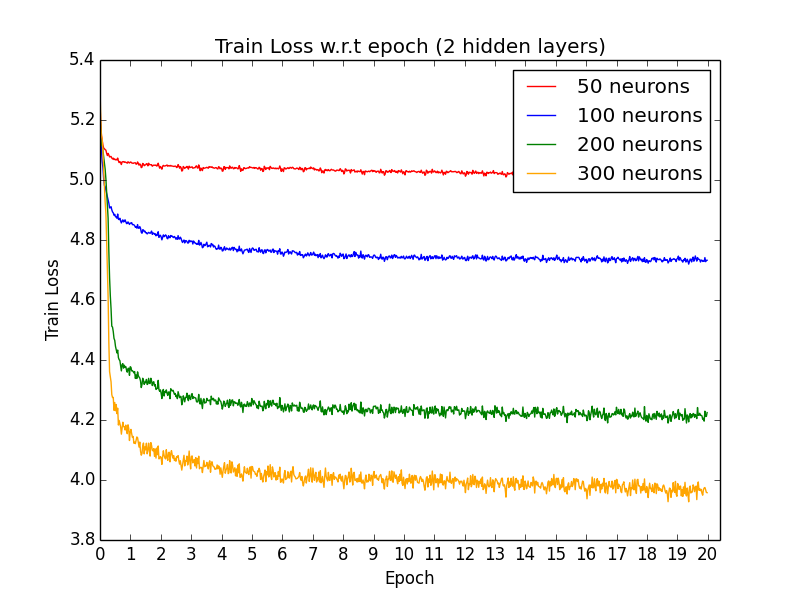 Train Loss w.r.t epoch (2 hidden layers)
5.4
5.2
5.0
4.8
4.6
4.4
4.2
4.0
3.8
Train Loss
50 neurons
100 neurons
200 neurons
300 neurons
0 1 2 3 4 5 6 7 8 9 10 11 12 13 14 15 16 17 18 19 20
Epoch